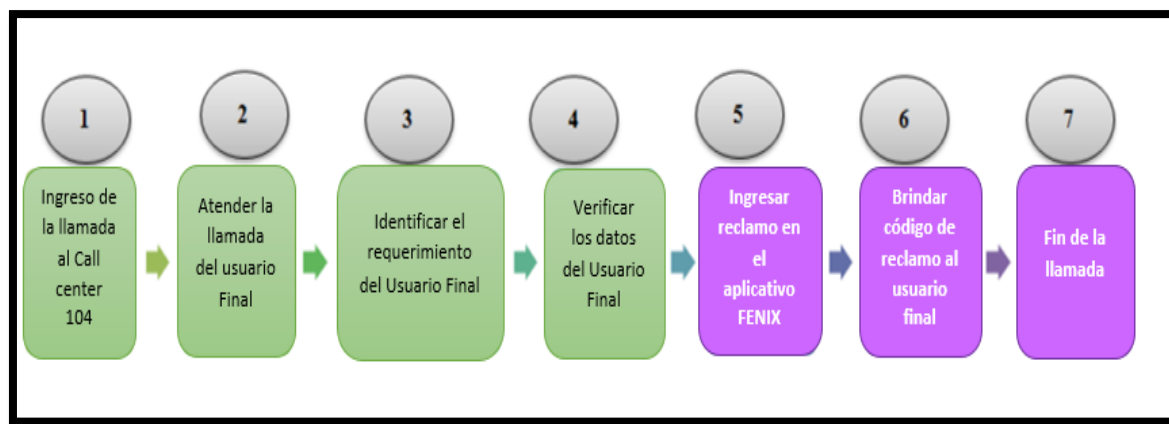 1
Ingreso de
la llamada
al Call
center
104
2
Atender la
llamada
del usuario
Final
3
Identificar el
requerimiento
del Usuario Final
4
Verificar
los datos
del Usuario
Final
5
Ingresar
reclamo en
el
aplicativo
FENIX
6
Brindar
código de
reclamo al
usuario
final
7
Fin de la
llamada